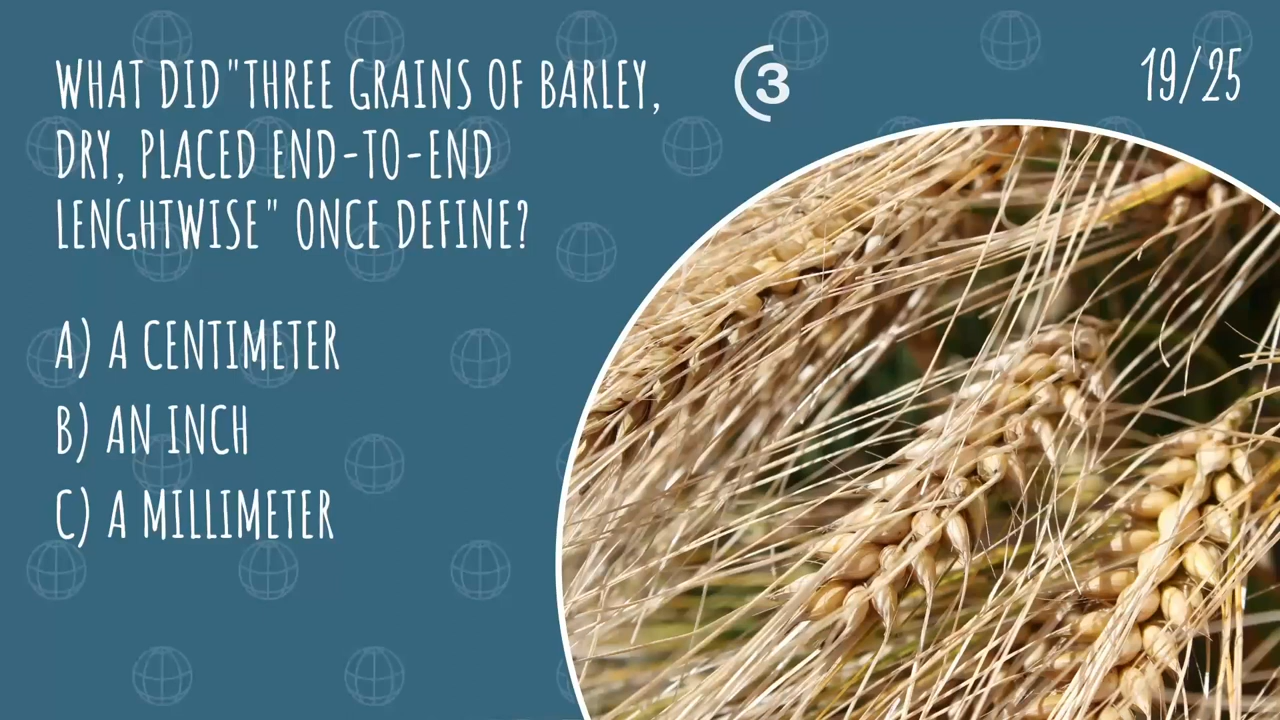 WHAT DID "THREE GRAINS OF BARLEY,
DRY, PLACED END-TO-END
LENGHTWISE" ONCE DEFINE?
3
19/25
A) A CENTIMETER
B) AN INCH
C) A MILLIMETER